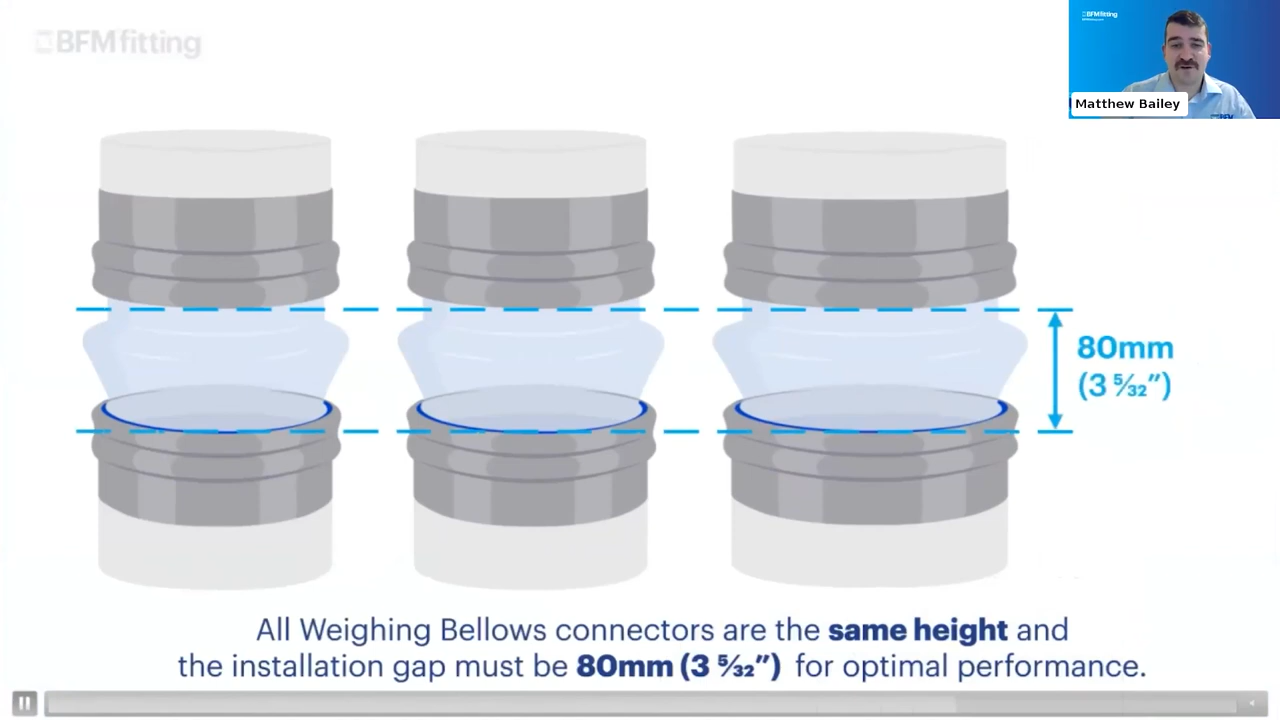 BFMfitting
BFMfitting
Matthew Bailey
80mm
(3 5/32")
All Weighing Bellows connectors are the same height and
the installation gap must be 80mm (3 5/32") for optimal performance.